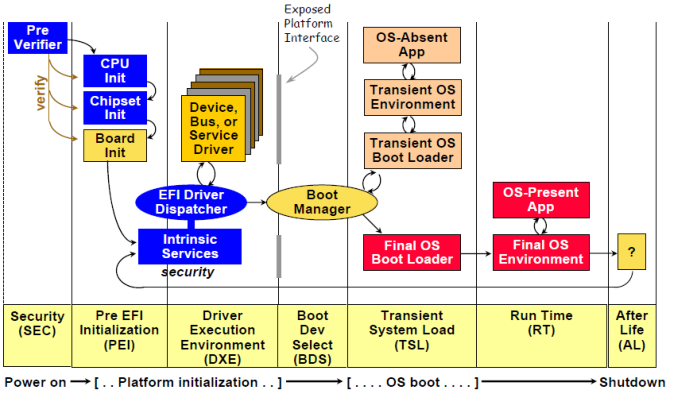 Exposed
Platform
Interface
Pre
Verifier
verify
CPU
Init
Chipset
Init
Board
Init
Device,
Bus, or
Service
Driver
EFI Driver
Dispatcher
Intrinsic
Services
security
Boot
Manager
OS-Absent
App
Transient OS
Environment
Transient OS
Boot Loader
Final OS
Boot Loader
OS-Present
App
Final OS
Environment
?
Security
(SEC)
Pre EFI
Initialization
(PEI)
Driver
Execution
Environment
(DXE)
Boot
Dev
Select
(BDS)
Transient
System Load
(TSL)
Run Time
(RT)
After
Life
(AL)
Power on [ . . Platform initialization . . ] [ . . . . OS boot . . . . ] Shutdown